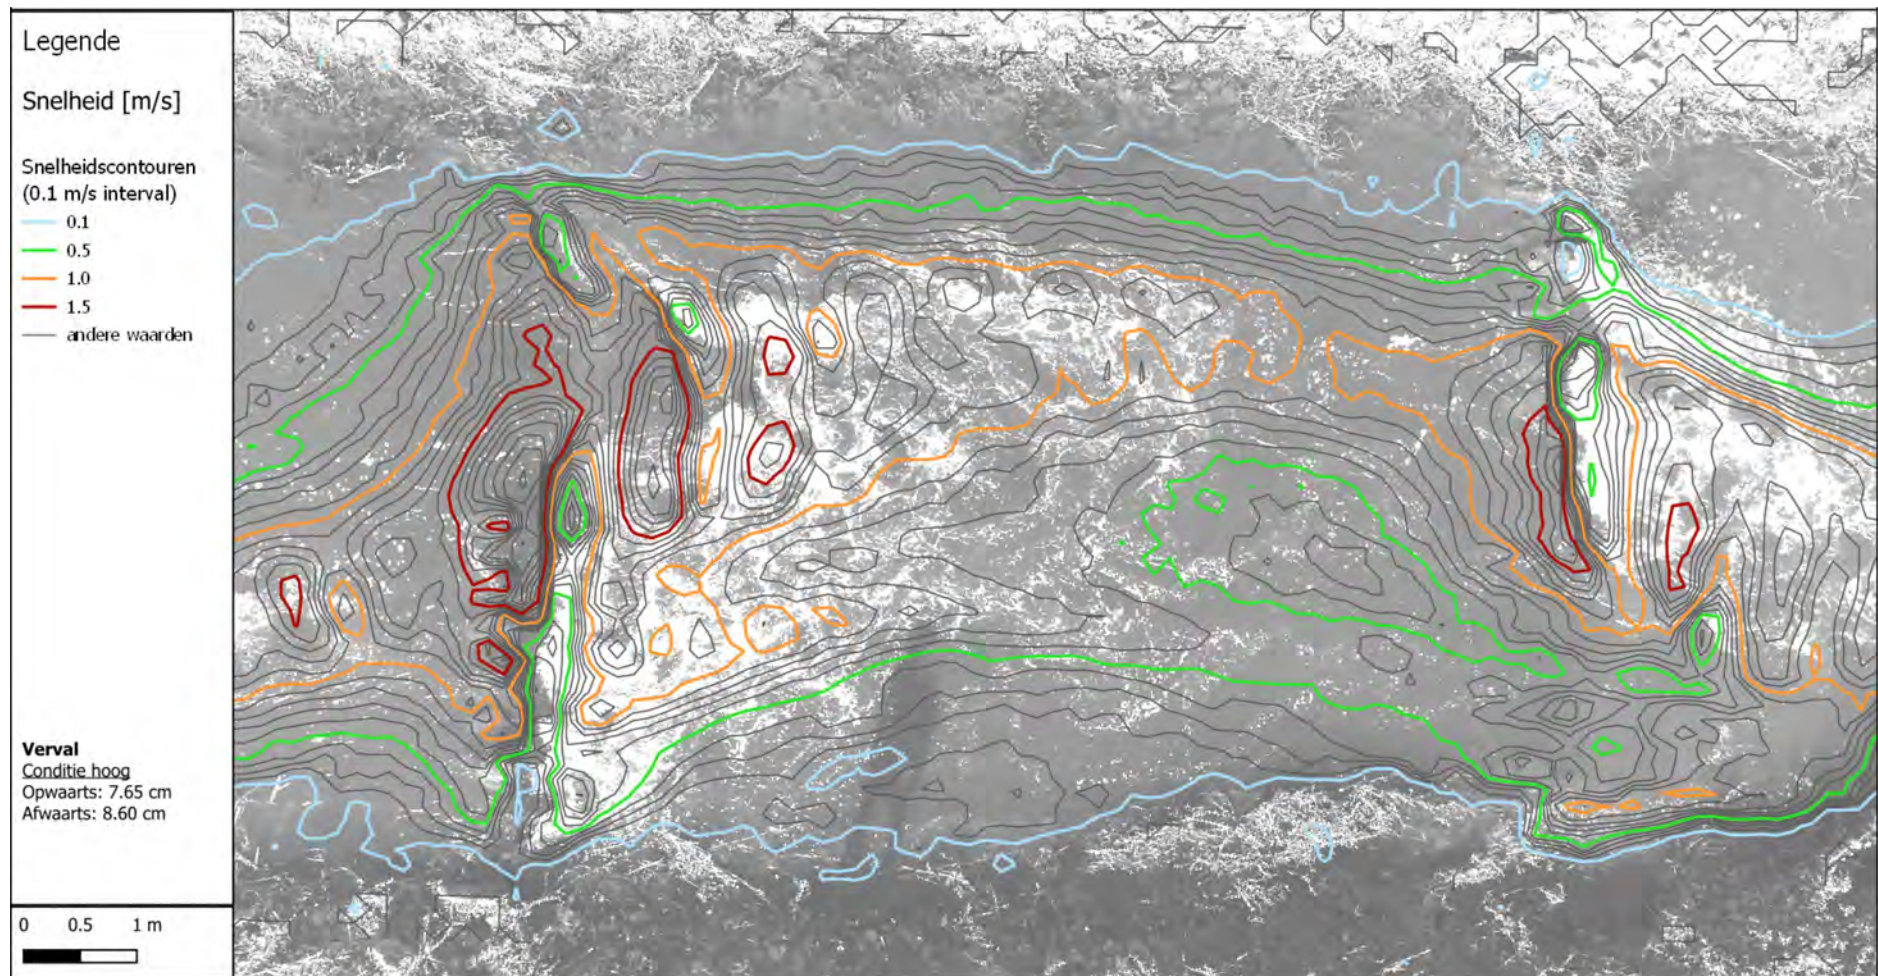 Legende
Snelheid [m/s]
Snelheidscontouren
(0.1 m/s interval)
0.1
0.5
1.0
1.5
andere waarden
Verval
Conditie hoog
Opwaarts: 7.65 cm
Afwaarts: 8.60 cm
0 0.5 1 m